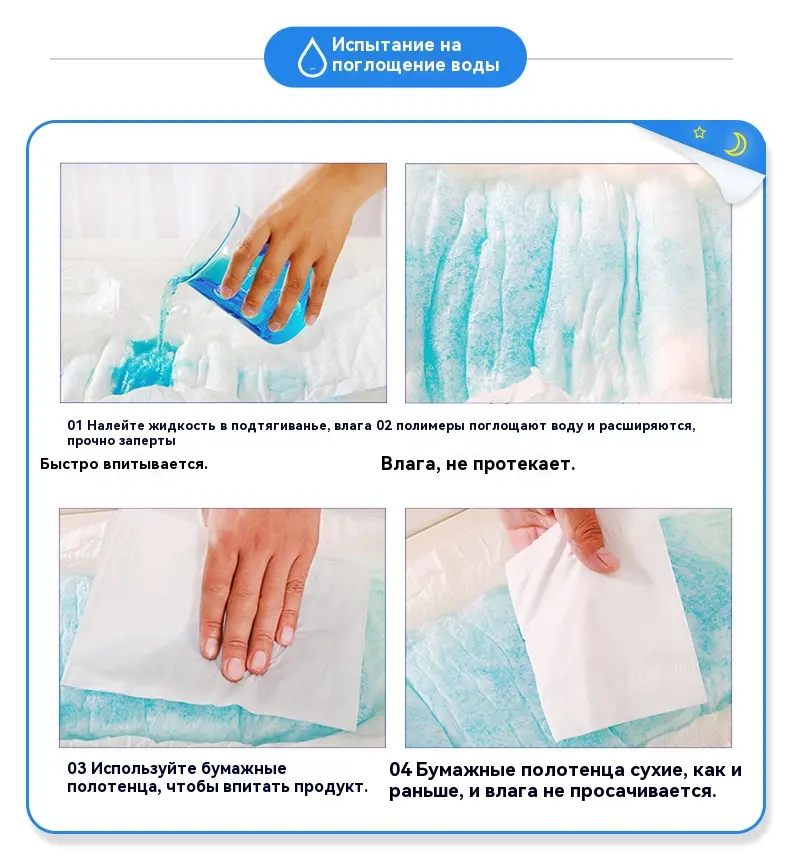 Испытание на
поглощение воды
01 Налейте жидкость в подтягиванье, влага
прочно заперты
Быстро впитывается.
02 полимеры поглощают воду и расширяются,
Влага, не протекает.
03 Используйте бумажные
полотенца, чтобы впитать продукт.
04 Бумажные полотенца сухие, как и
раньше, и влага не просачивается.